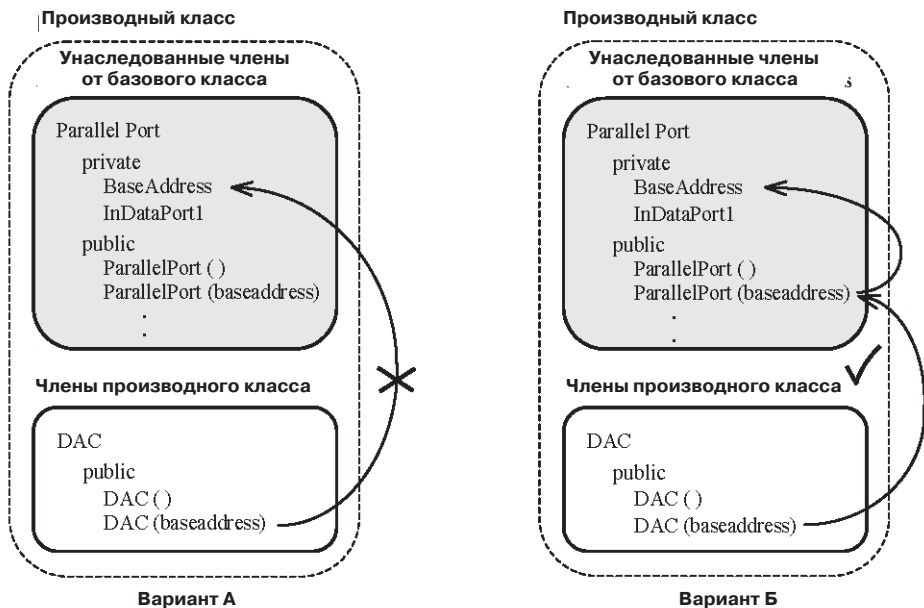 Производный класс
Унаследованные члены
от базового класса
Parallel Port
private
BaseAddress
InDataPort1
public
ParallelPort ( )
ParallelPort (baseaddress)
:
Члены производного класса
DAC
public
DAC ( )
DAC (baseaddress)
Вариант А
Производный класс
Унаследованные члены
от базового класса
s
Parallel Port
private
BaseAddress
InDataPort1
public
ParallelPort ( )
ParallelPort (baseaddress)
:
Члены производного класса
DAC
public
DAC ( )
DAC (baseaddress)
Вариант Б